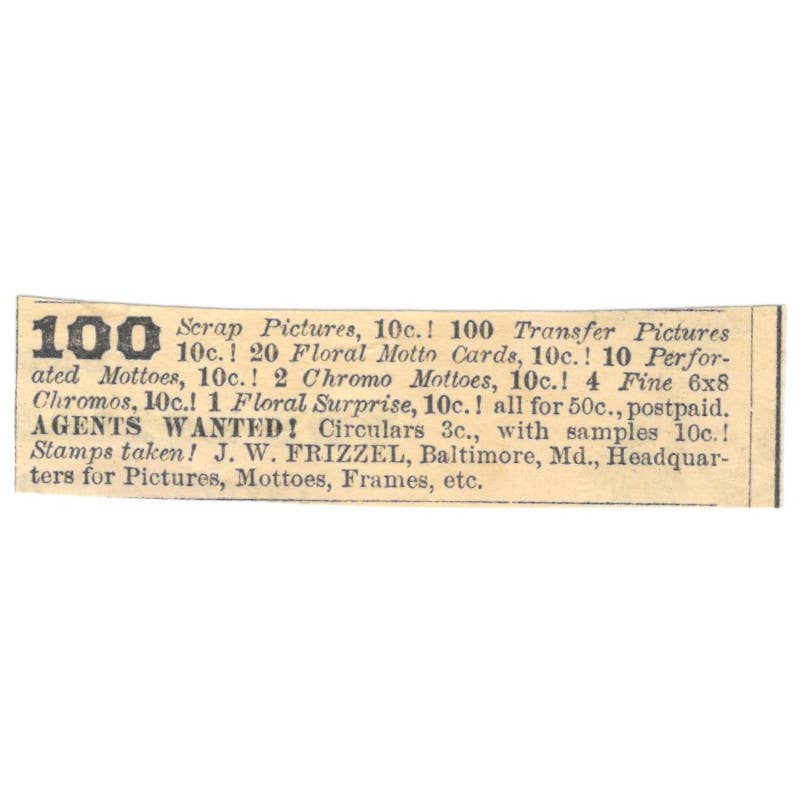 100 Scrap Pictures, 10c.! 100 Transfer Pictures
10c.! 20 Floral Motto Cards, 10c.! 10 Perfor-
ated Mottoes, 10c.! 2 Chromo Mottoes, 10c.! 4 Fine 6x8
Chromos, 10c.! 1 Floral Surprise, 10c.! all for 50c., postpaid.
AGENTS WANTED! Circulars 3c., with samples 10c.!
Stamps taken! J. W. FRIZZEL, Baltimore, Md., Headquar-
ters for Pictures, Mottoes, Frames, etc.